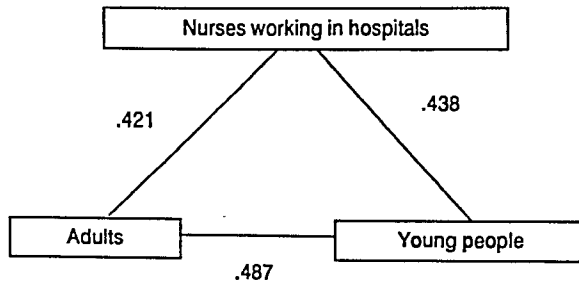 Nurses working in hospitals
.421
.438
Adults
Young people
.487